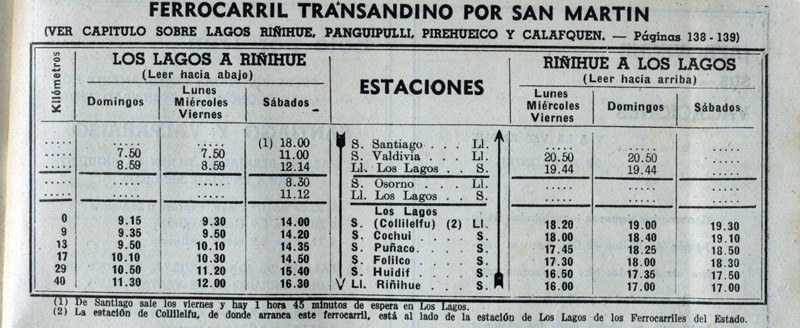 FERROCARRIL TRANSANDINO POR SAN MARTIN
(VER CAPITULO SOBRE LAGOS RIÑIHUE, PANGUIPULLI, PIREHUEICO Y CALAFQUEN. — Páginas 138-139)
Kilómetros LOS LAGOS A RIÑIHUE ESTACIONES RIÑIHUE A LOS LAGOS
(Leer hacia abajo) (Leer hacia arriba)
Domingos Lunes Miércoles Viernes Sábados Lunes Miércoles Viernes Domingos Sábados
..... ..... ..... (1) 18.00 S. Santiago . . . Ll. ..... ..... .....
..... 7.50 7.50 11.00 S. Valdivia . . . Ll. 20.50 20.50 .....
..... 8.59 8.59 12.14 Ll. Los Lagos . . S. 19.44 19.44 .....
..... ..... ..... 8.30 S. Osorno . . . Ll. ..... ..... .....
..... ..... ..... 11.12 Ll. Los Lagos . . S. ..... ..... .....
Los Lagos
0 9.15 9.30 14.00 S. (Collilelfu) (2) Ll. 18.20 19.00 19.30
9 9.35 9.50 14.20 S. Cochui . . . S. 18.00 18.40 19.10
13 9.50 10.10 14.35 S. Puñaco . . . S. 17.45 18.25 18.50
17 10.10 10.30 14.50 S. Folilco . . . S. 17.30 18.00 18.30
29 10.50 11.20 15.40 S. Huidif . . . S. 16.50 17.35 17.50
40 11.30 12.00 16.30 Ll. Riñihue . . . S. 16.00 17.00 17.00
(1) De Santiago sale los viernes y hay 1 hora 45 minutos de espera en Los Lagos.
(2) La estación de Collilelfu, de donde arranca este ferrocarril, está al lado de la estación de Los Lagos de los Ferrocarriles del Estado.